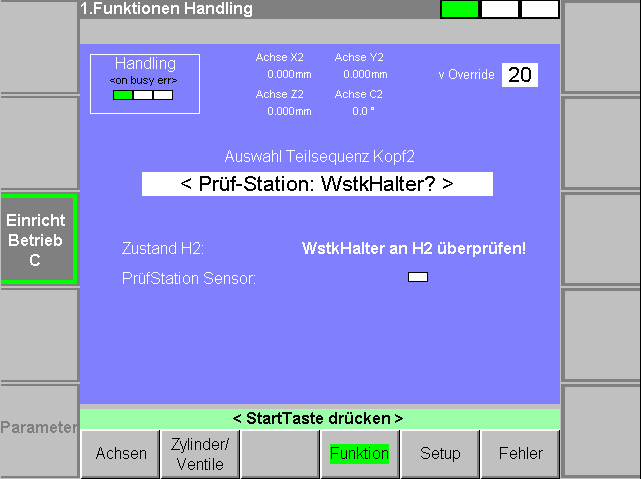 1.Funktionen Handling
Handling
<on busy err>
Achse X2
0.000mm
Achse Y2
0.000mm
Achse Z2
0.000mm
Achse C2
0.0 °
v Override 20
Auswahl Teilsequenz Kopf2
< Prüf-Station: WstkHalter? >
Einricht
Betrieb
C
Zustand H2: WstkHalter an H2 überprüfen!
PrüfStation Sensor:
Parameter
< StartTaste drücken >
Achsen
Zylinder/
Ventile
Funktion
Setup
Fehler